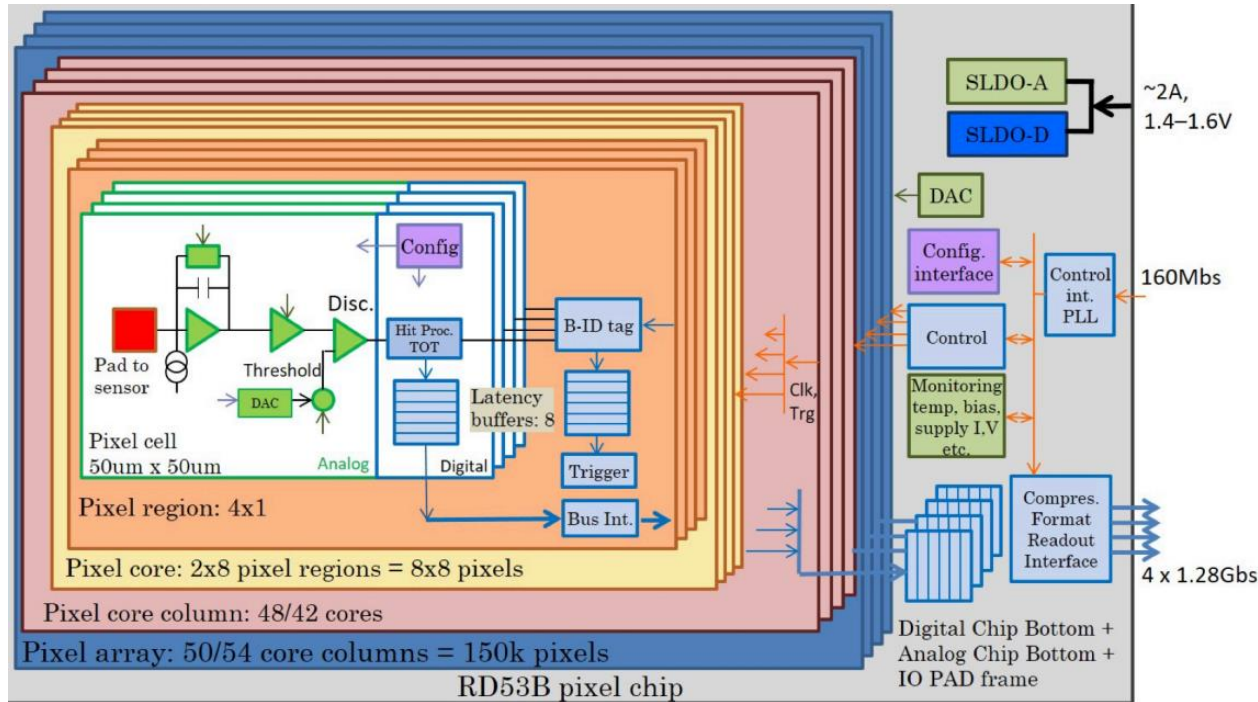 SLDO-A
SLDO-D
~2A,
1.4–1.6V
DAC
Config.
interface
Control
int.
PLL
160Mbs
Control
Monitoring
temp, bias,
supply I,V
etc.
Compres.
Format
Readout
Interface
4 x 1.28Gbs
Clk,
Trg
Config
Disc.
Hit Proc.
TOT
B-ID tag
Pad to
sensor
Threshold
DAC
Latency
buffers: 8
Pixel cell
50um x 50um
Analog
Digital
Trigger
Bus Int.
Pixel region: 4x1
Pixel core: 2x8 pixel regions = 8x8 pixels
Pixel core column: 48/42 cores
Pixel array: 50/54 core columns = 150k pixels
Digital Chip Bottom +
Analog Chip Bottom +
IO PAD frame
RD53B pixel chip